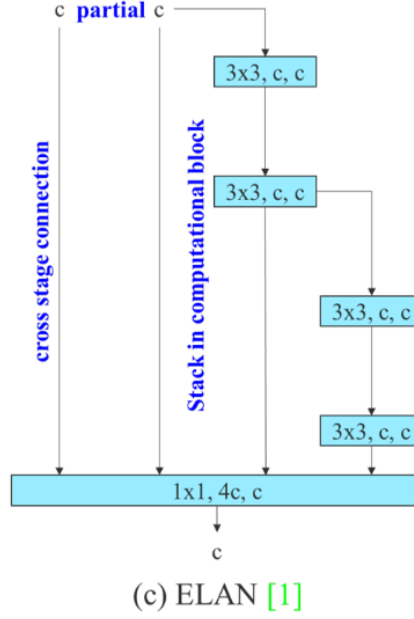 c partial c
3x3, c, c
cross stage connection
Stack in computational block
3x3, c, c
3x3, c, c
3x3, c, c
1x1, 4c, c
c
(c) ELAN [1]